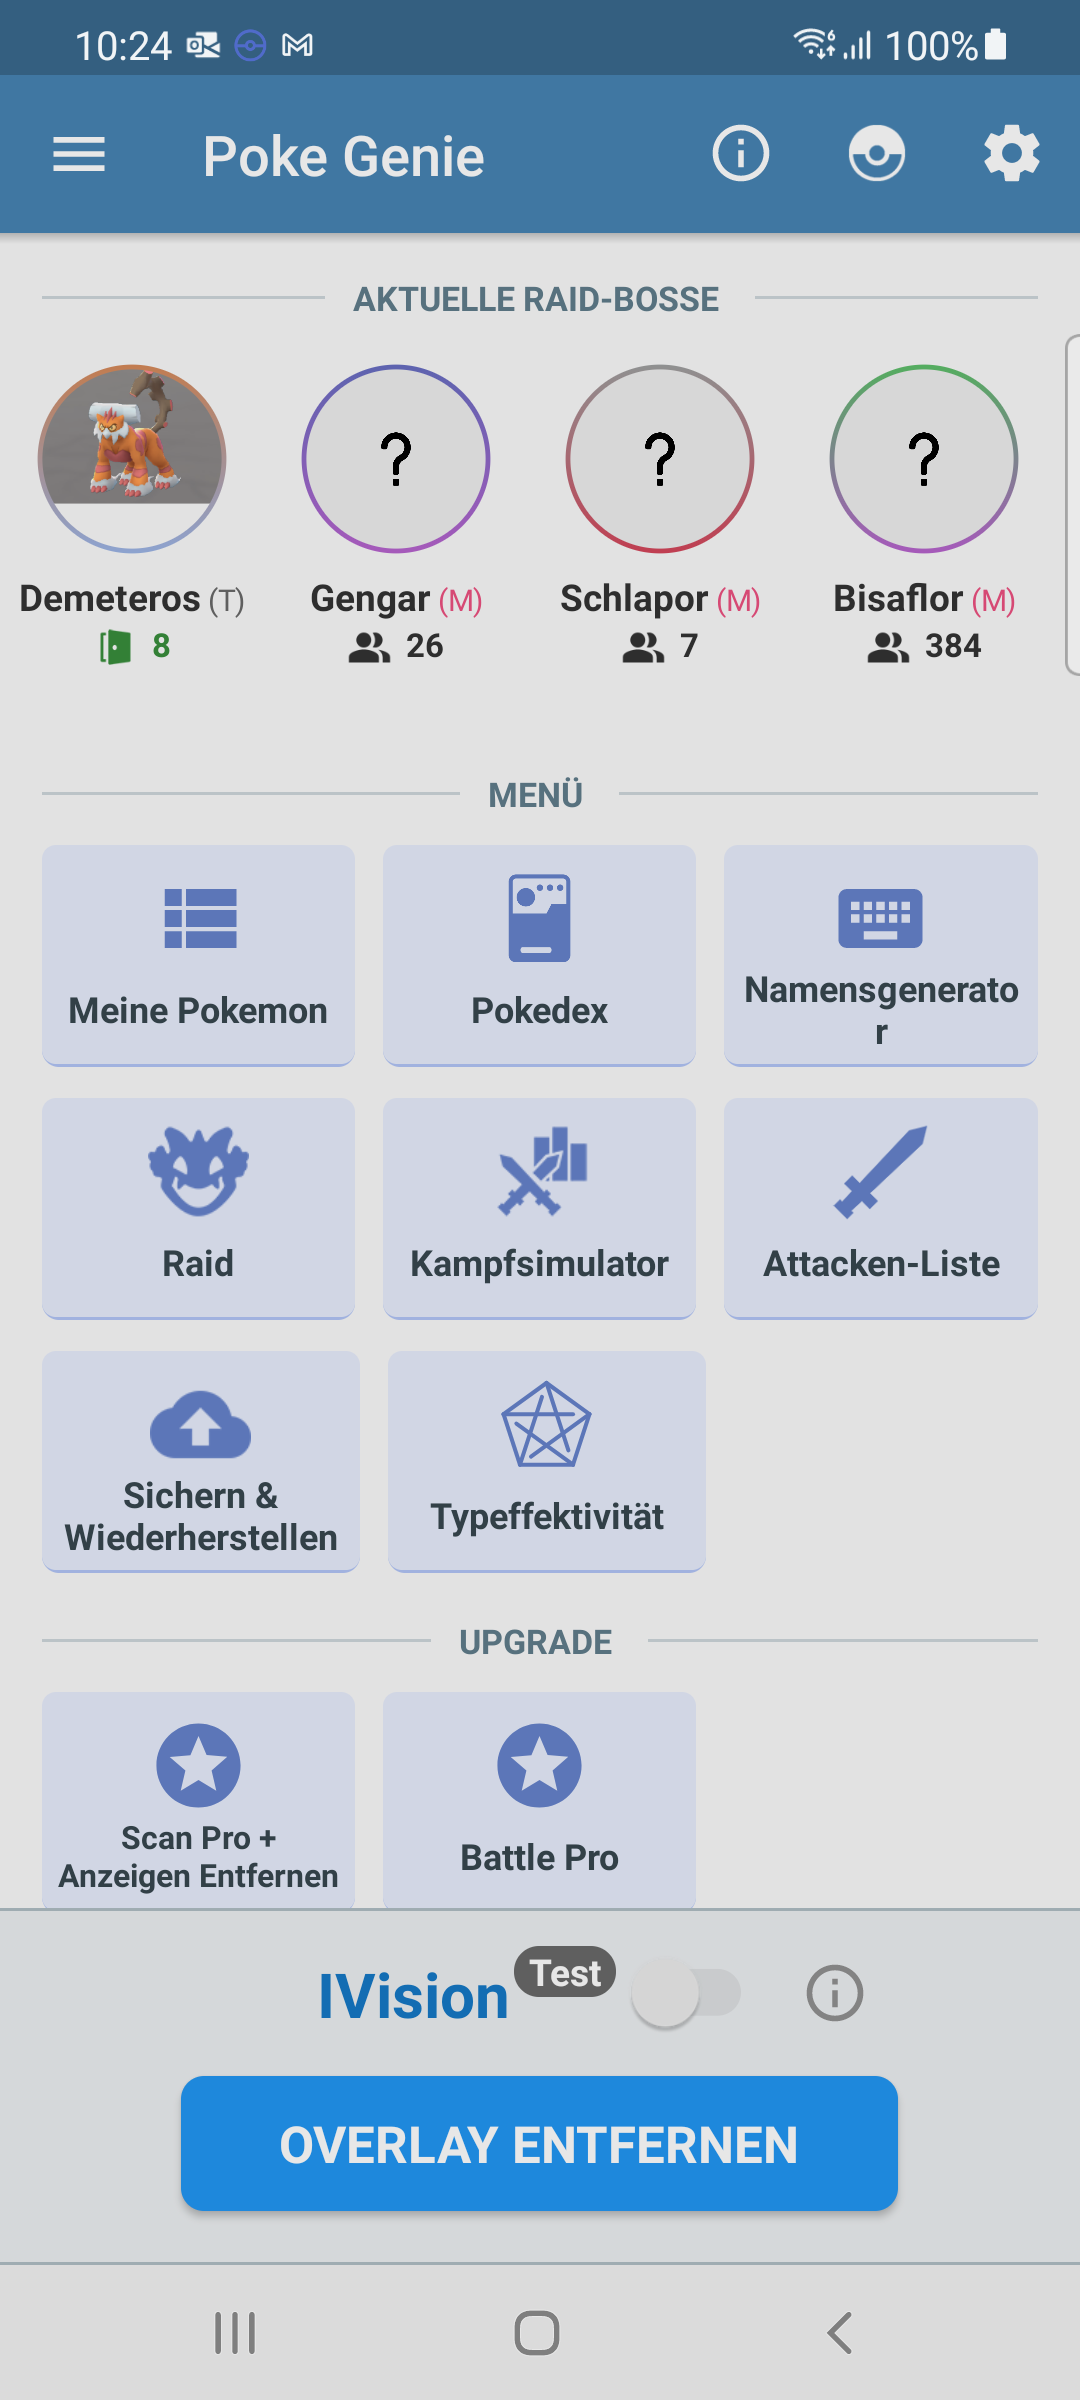 10:24 100%
Poke Genie
AKTUELLE RAID-BOSSE
? ? ?
Demeteros (T) Gengar (M) Schlapor (M) Bisaflor (M)
8 26 7 384
MENÜ
Meine Pokemon Pokedex Namensgenerato
r
Raid Kampfsimulator Attacken-Liste
Sichern &
Wiederherstellen Typeffektivität
UPGRADE
Scan Pro +
Anzeigen Entfernen Battle Pro
IVision Test
OVERLAY ENTFERNEN